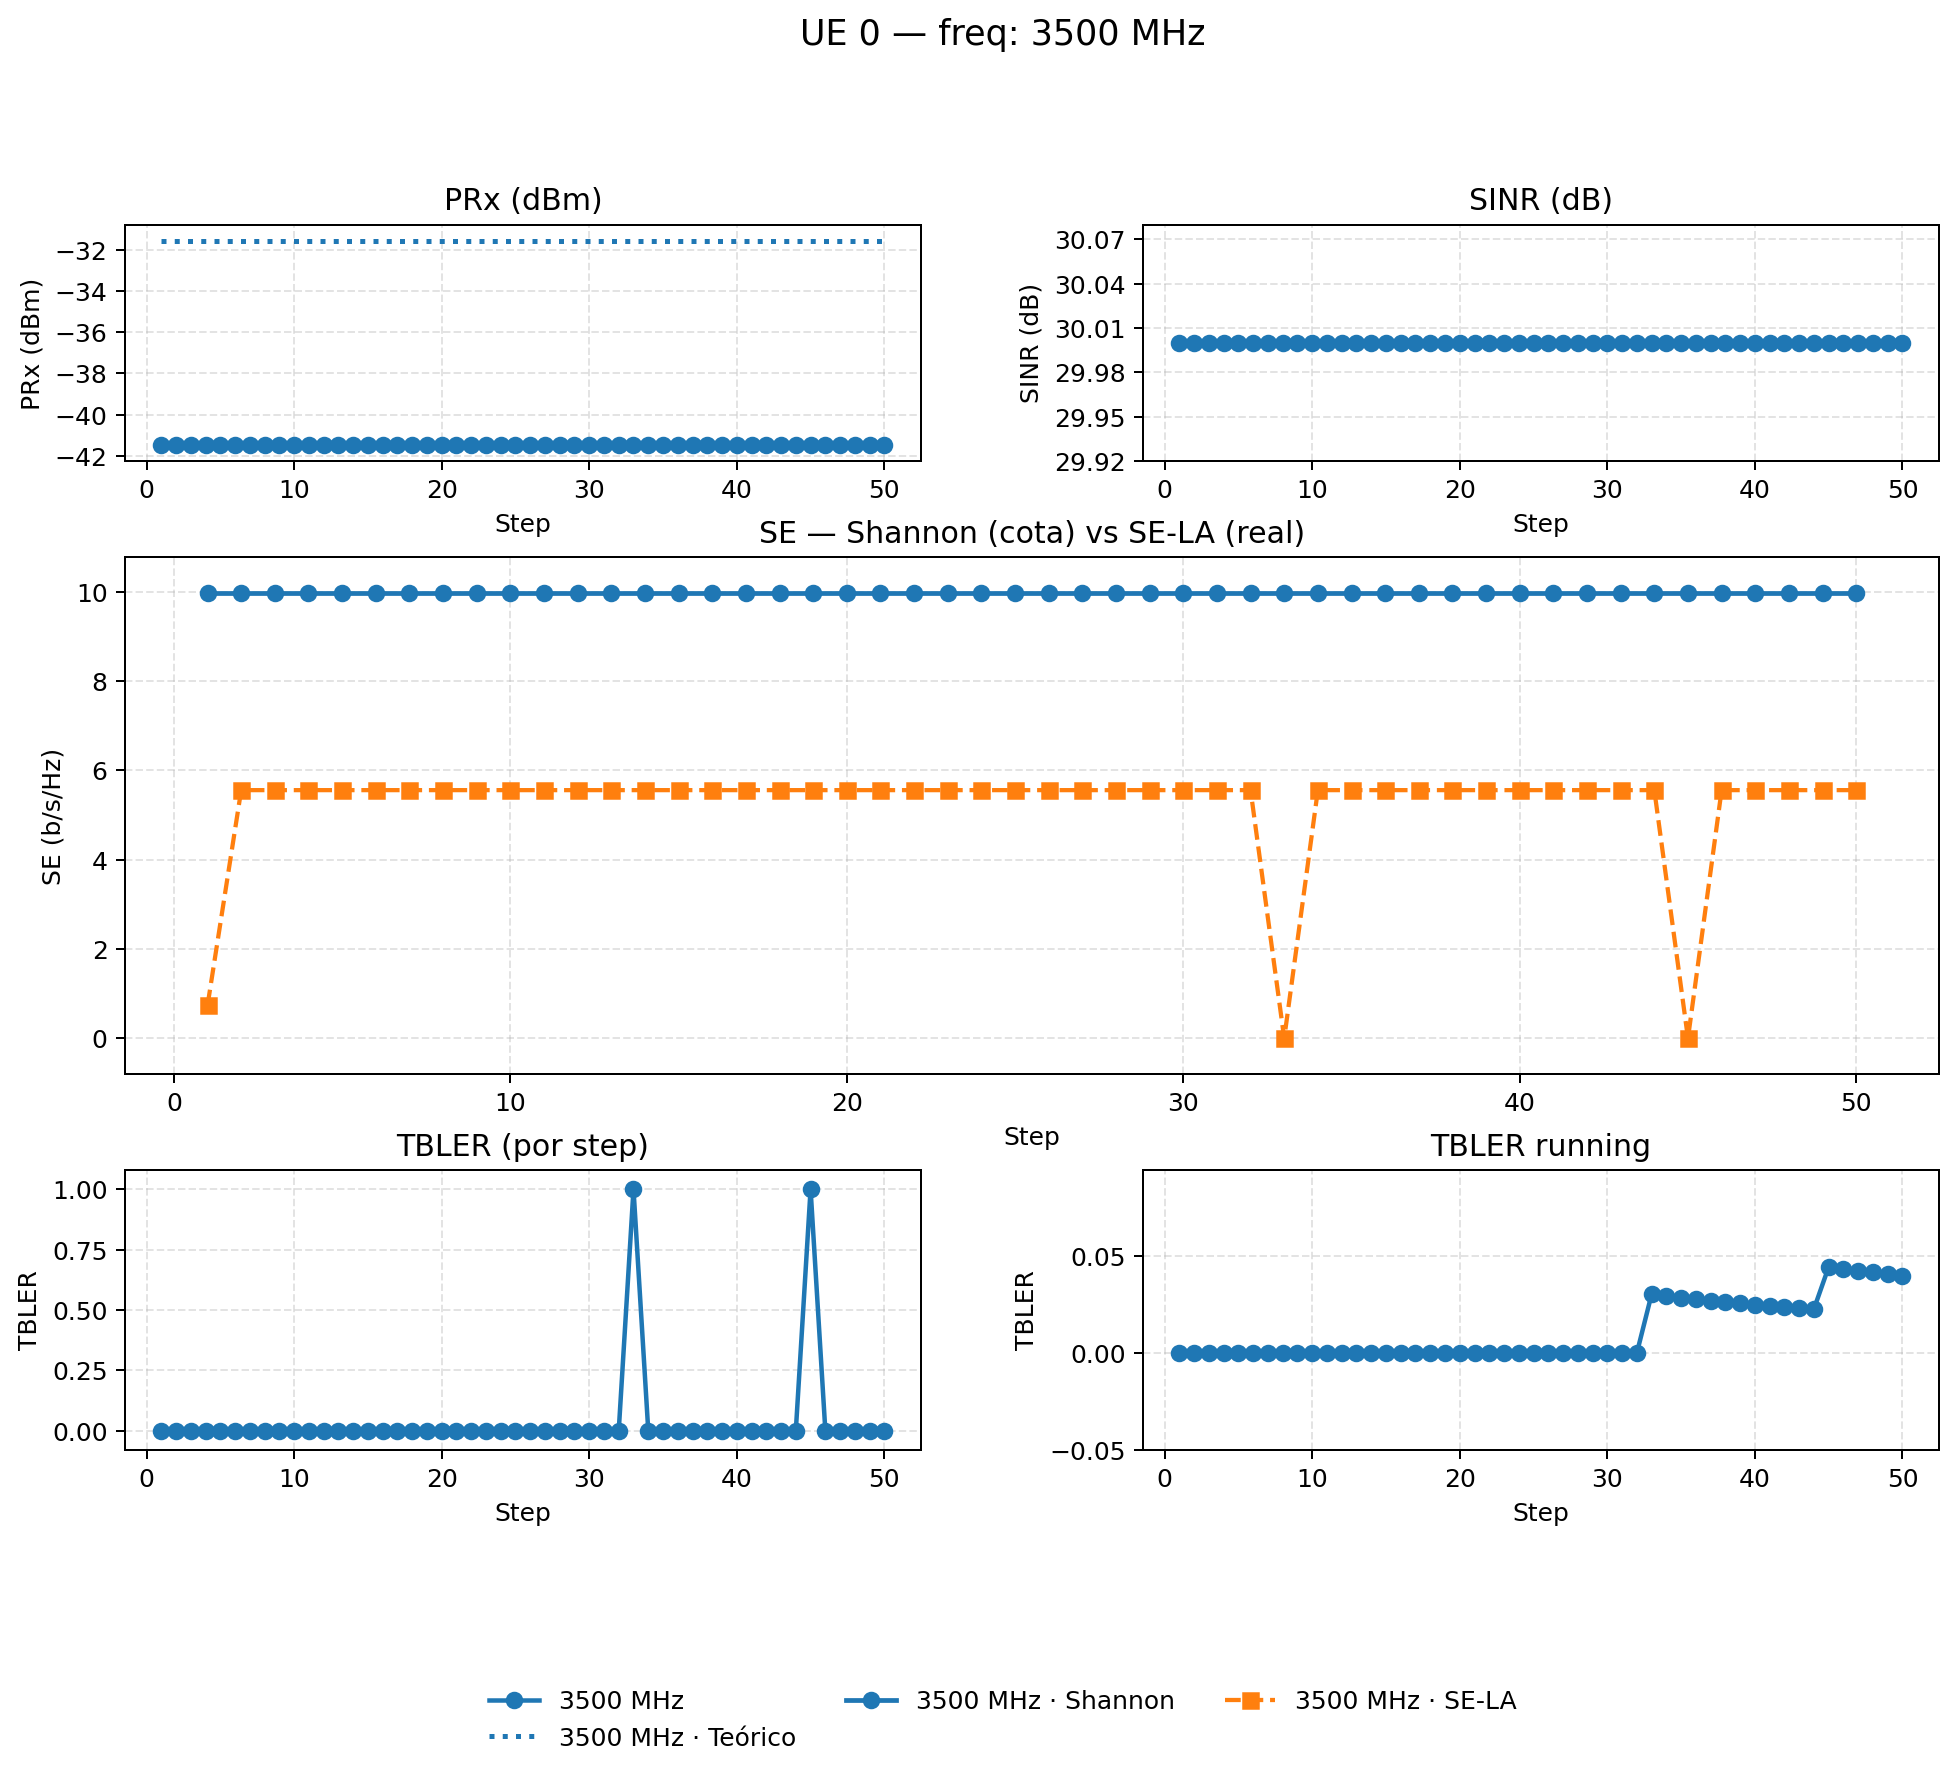 UE 0 — freq: 3500 MHz
PRx (dBm)
PRx (dBm)
−32
−34
−36
−38
−40
−42
0 10 20 30 40 50
Step
SINR (dB)
SINR (dB)
30.07
30.04
30.01
29.98
29.95
29.92
0 10 20 30 40 50
Step
SE — Shannon (cota) vs SE-LA (real)
SE (b/s/Hz)
10
8
6
4
2
0
0 10 20 30 40 50
Step
TBLER (por step)
TBLER
1.00
0.75
0.50
0.25
0.00
0 10 20 30 40 50
Step
TBLER running
TBLER
0.05
0.00
−0.05
0 10 20 30 40 50
Step
3500 MHz
3500 MHz · Teórico
3500 MHz · Shannon
3500 MHz · SE-LA